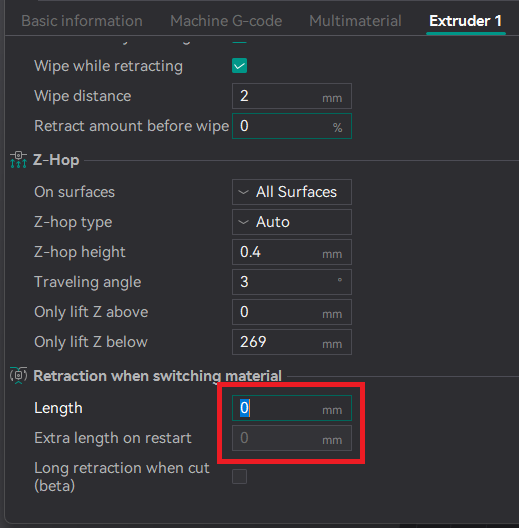 Basic information Machine G-code Multimaterial Extruder 1
Wipe while retracting
Wipe distance 2 mm
Retract amount before wipe 0 %
Z-Hop
On surfaces All Surfaces
Z-hop type Auto
Z-hop height 0.4 mm
Traveling angle 3 °
Only lift Z above 0 mm
Only lift Z below 269 mm
Retraction when switching material
Length 0 mm
Extra length on restart 0 mm
Long retraction when cut
(beta)